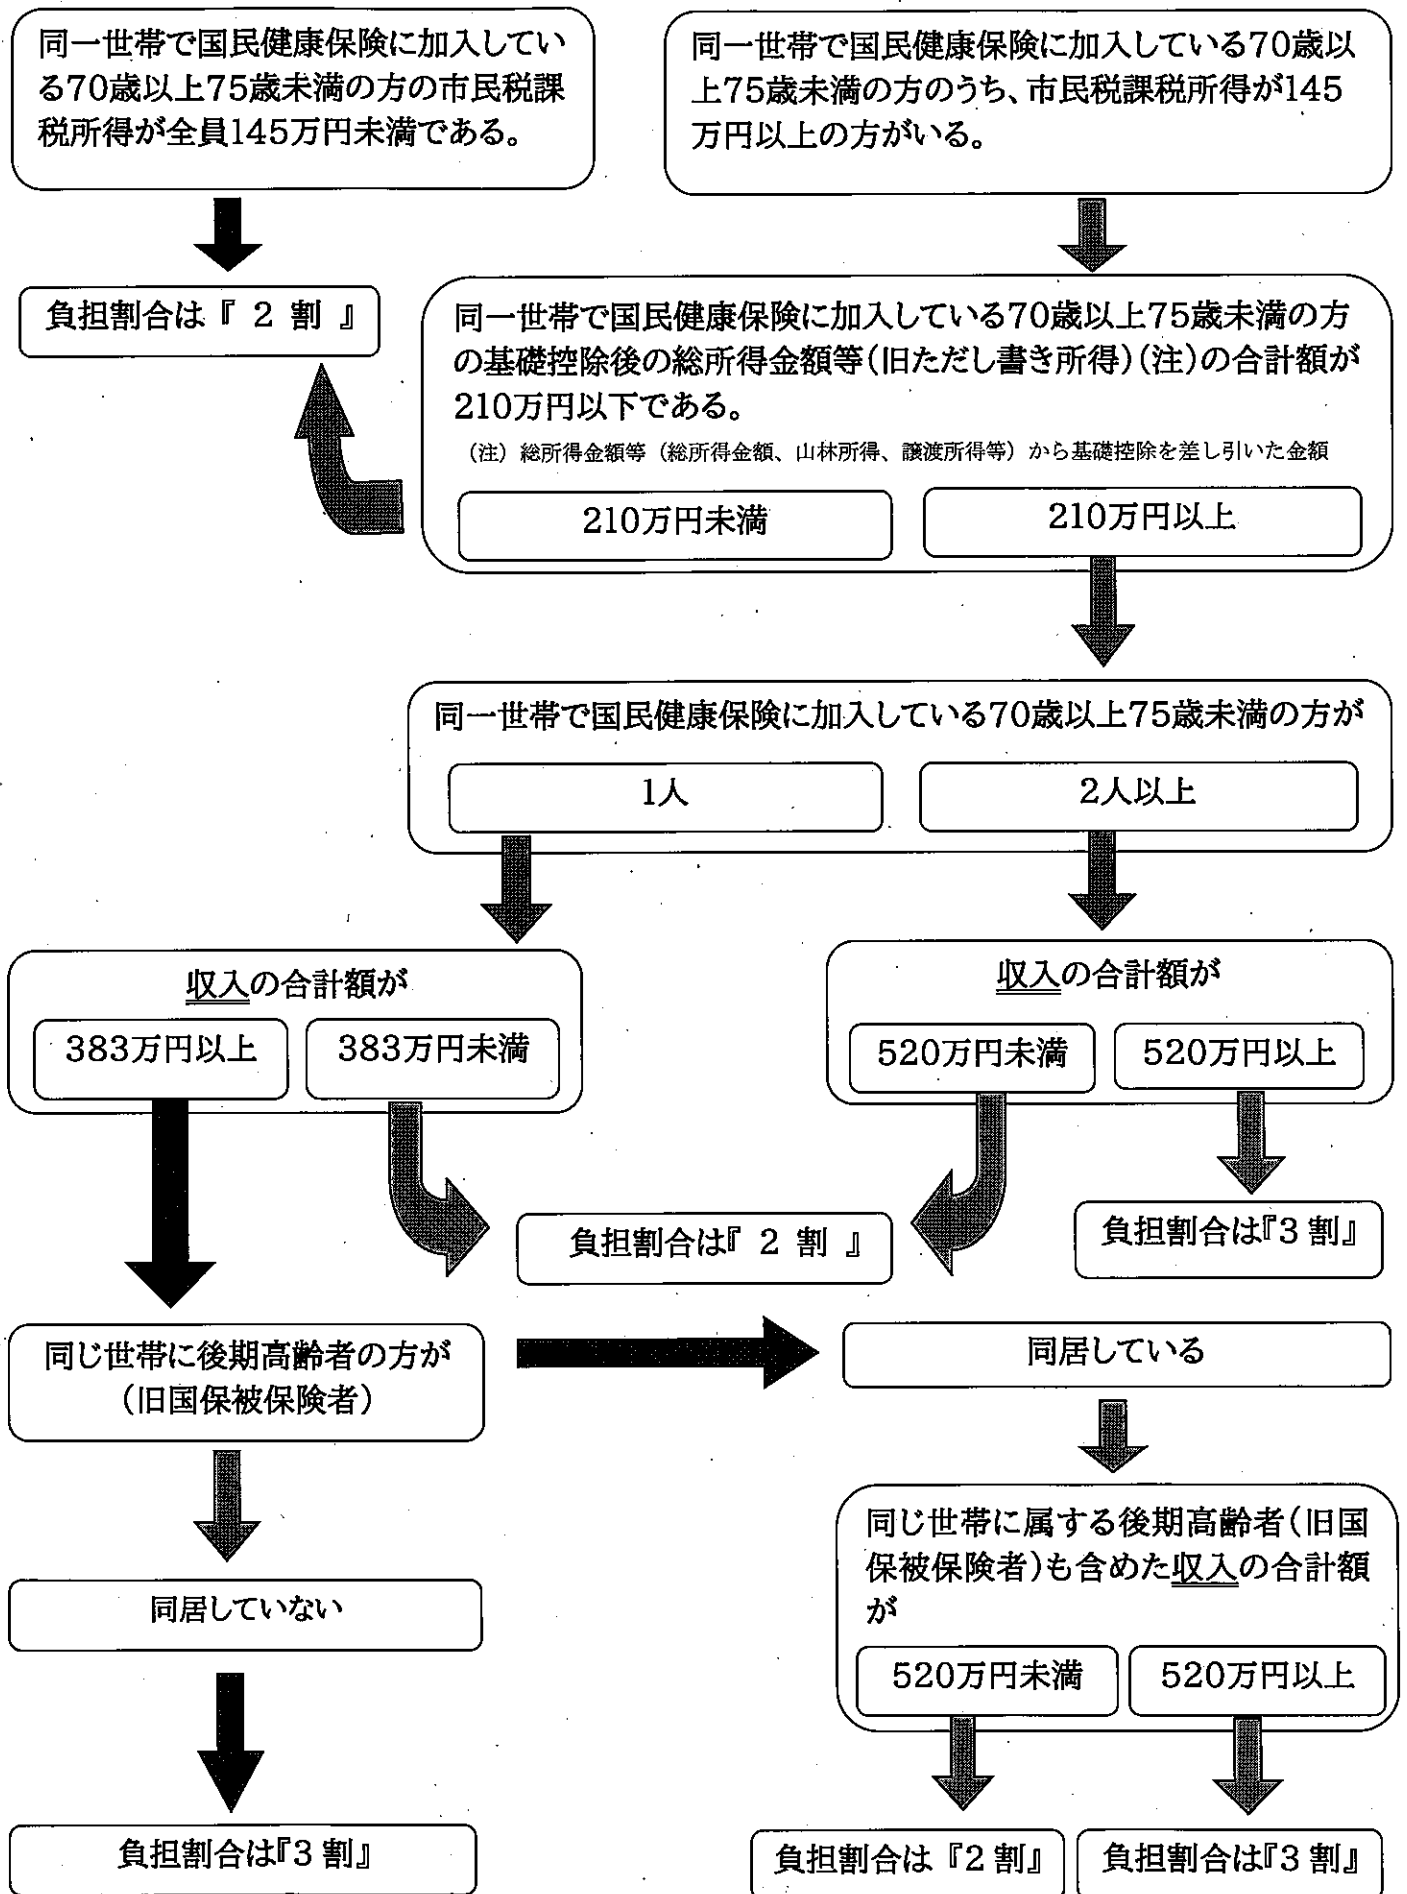 同一世帯で国民健康保険に加入してい
る70歳以上75歳未満の方の市民税課
税所得が全員145万円未満である。
同一世帯で国民健康保険に加入している70歳以
上75歳未満の方のうち、市民税課税所得が145
万円以上の方がいる。
負担割合は『 2 割 』
同一世帯で国民健康保険に加入している70歳以上75歳未満の方
の基礎控除後の総所得金額等(旧ただし書き所得)(注)の合計額が
210万円以下である。
(注)総所得金額等(総所得金額、山林所得、譲渡所得等)から基礎控除を差し引いた金額
210万円未満
210万円以上
同一世帯で国民健康保険に加入している70歳以上75歳未満の方が
1人
2人以上
収入の合計額が
383万円以上
383万円未満
収入の合計額が
520万円未満
520万円以上
負担割合は『 2 割 』
負担割合は『3 割』
同じ世帯に後期高齢者の方が
(旧国保被保険者)
同居している
同居していない
同じ世帯に属する後期高齢者(旧国
保被保険者)も含めた収入の合計額
が
520万円未満
520万円以上
負担割合は『3 割』
負担割合は『2 割』
負担割合は『3 割』